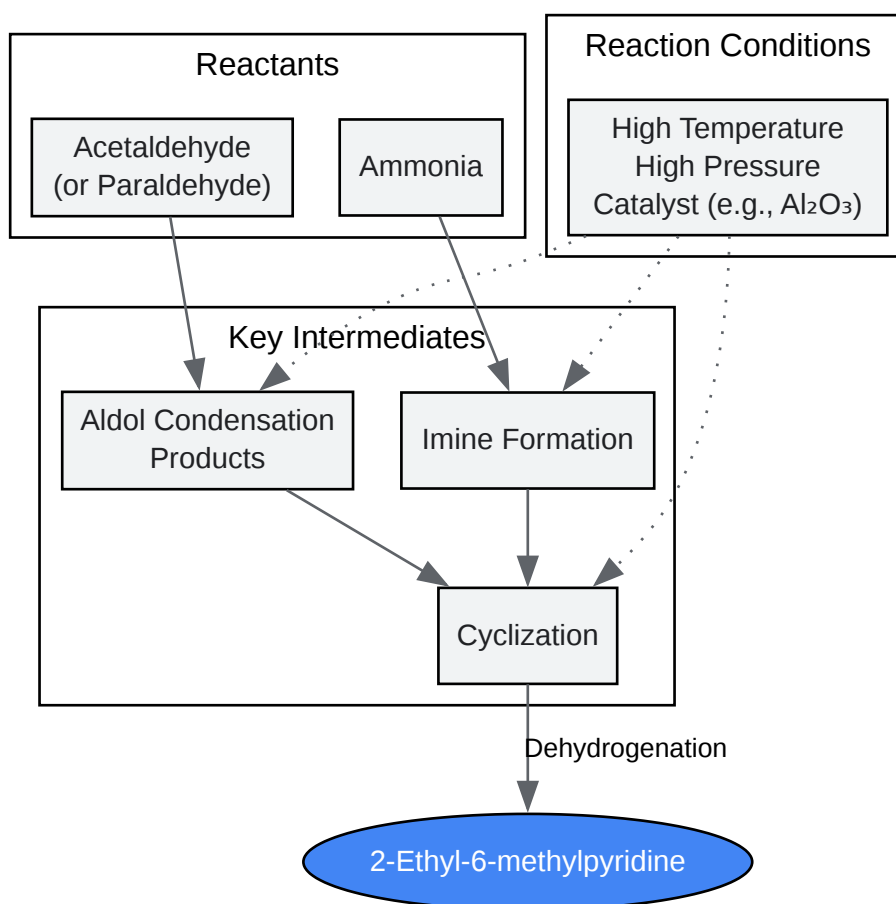 Reactants
Reaction Conditions
Acetaldehyde
(or Paraldehyde)
Ammonia
High Temperature
High Pressure
Catalyst (e.g., Al₂O₃)
Key Intermediates
Aldol Condensation
Products
Imine Formation
Cyclization
Dehydrogenation
2-Ethyl-6-methylpyridine